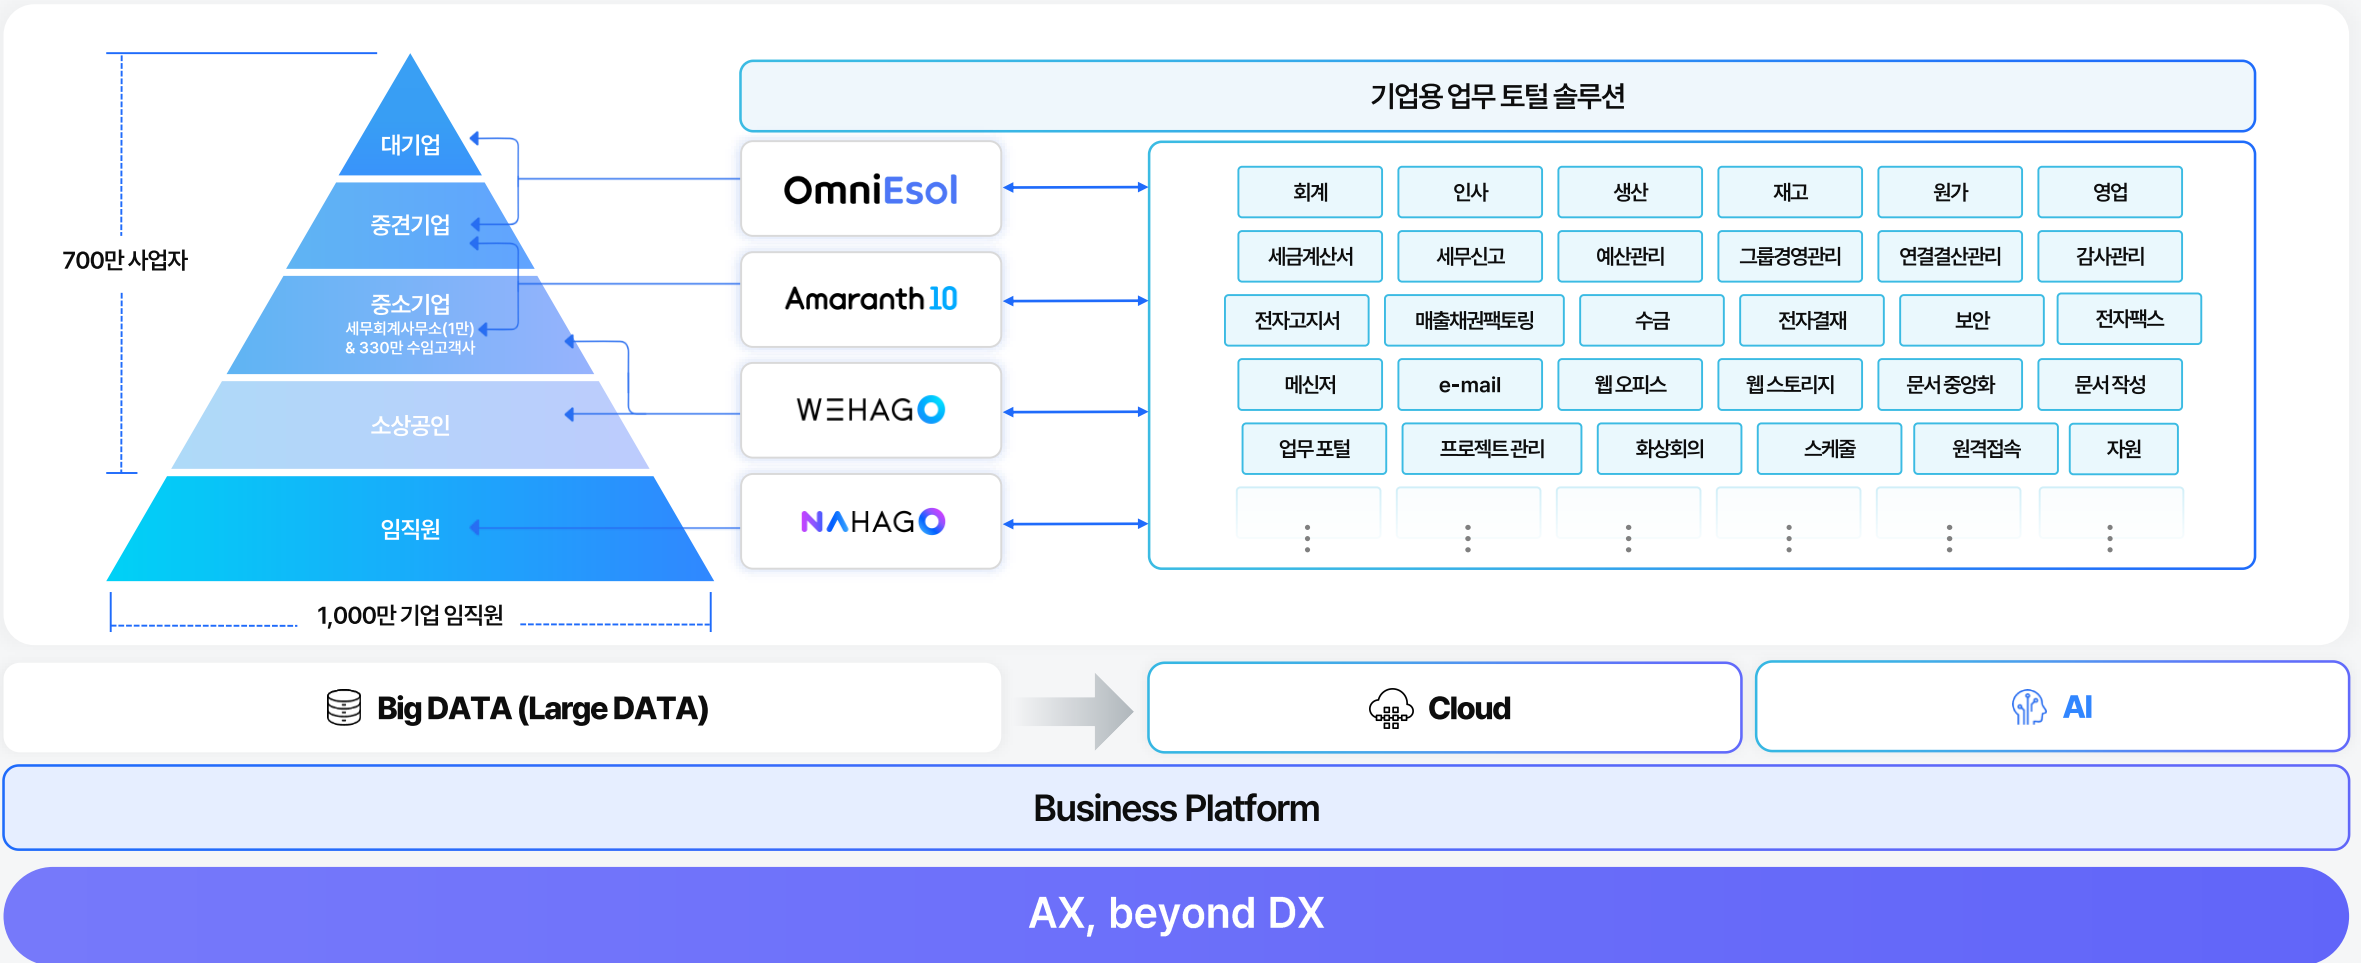 700만 사업자
대기업
중견기업
중소기업
세무회계사무소(1만)
& 330만 수임고객사
소상공인
임직원
1,000만 기업 임직원
기업용 업무 토털 솔루션
OmniEsol
Amaranth 10
WEHAGO
NAHAGO
회계 인사 생산 재고 원가 영업
세금계산서 세무신고 예산관리 그룹경영관리 연결결산관리 감사관리
전자고지서 매출채권팩토링 수금 전자결재 보안 전자팩스
메신저 e-mail 웹 오피스 웹 스토리지 문서 중앙화 문서 작성
업무 포털 프로젝트 관리 화상회의 스케줄 원격접속 자원
Big DATA (Large DATA)
Cloud
AI
Business Platform
AX, beyond DX